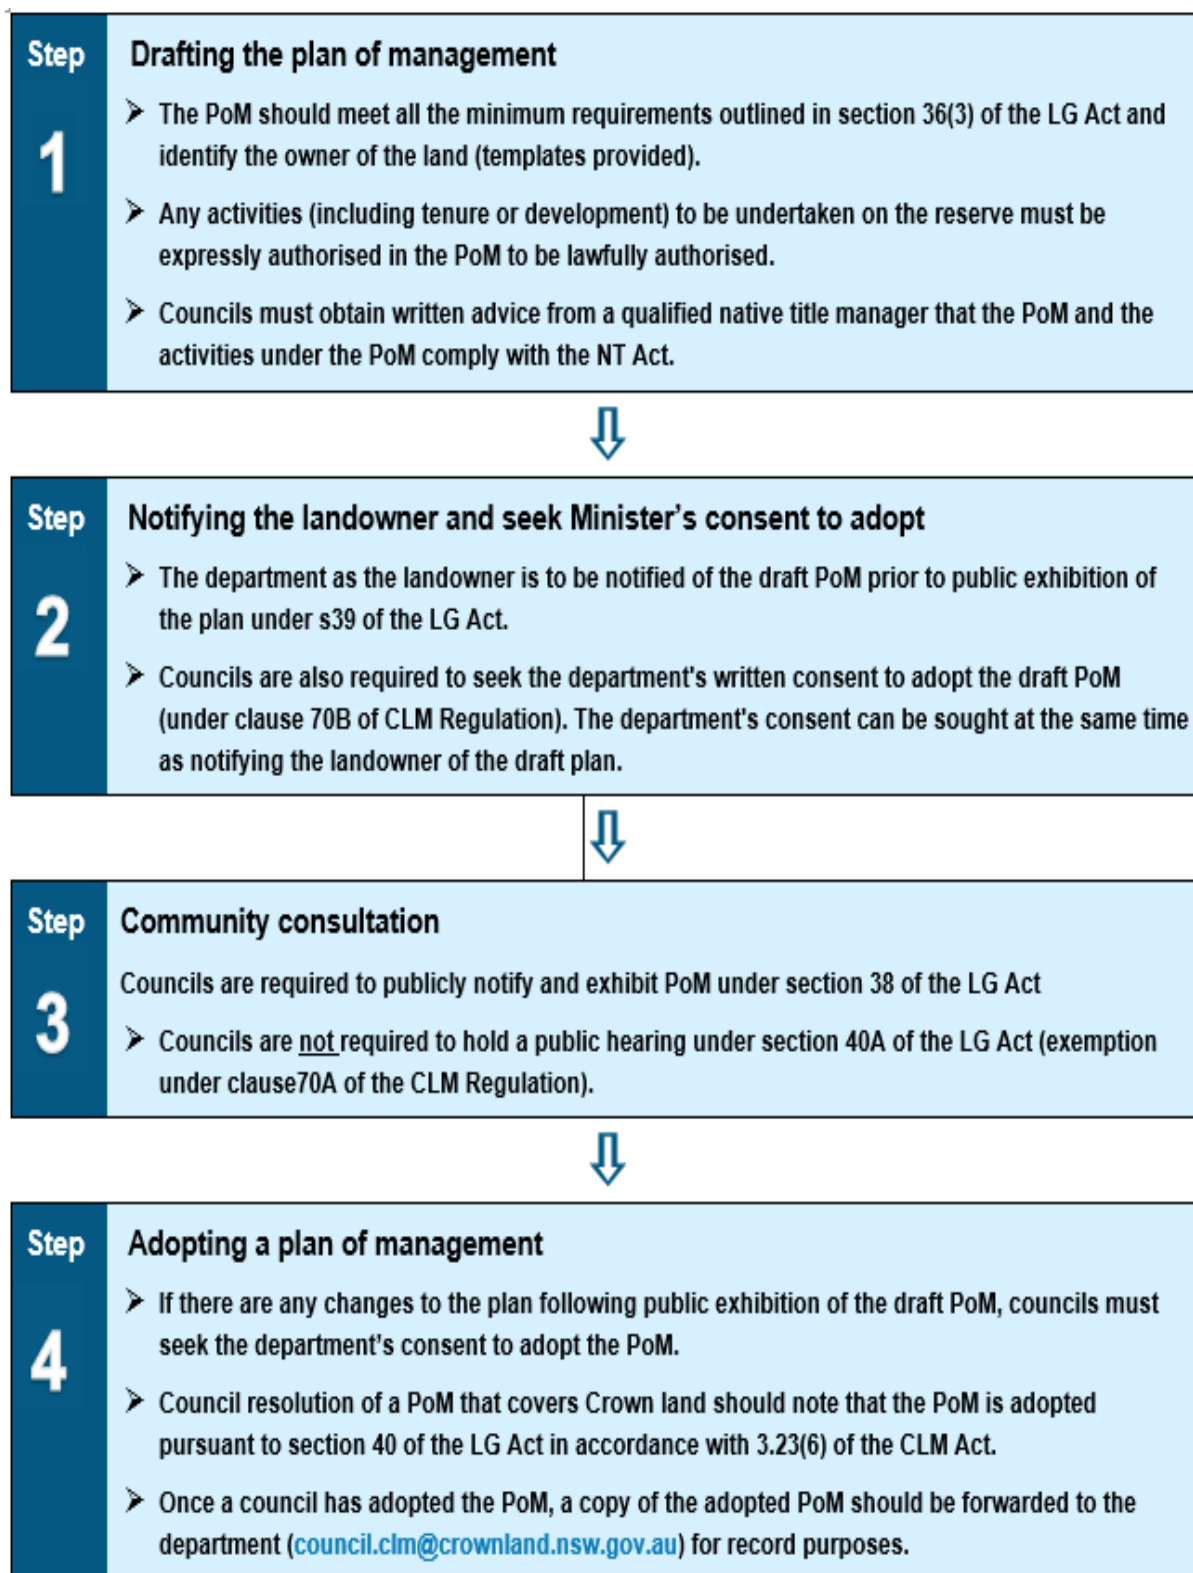 Step
1
Drafting the plan of management
➤ The PoM should meet all the minimum requirements outlined in section 36(3) of the LG Act and
identify the owner of the land (templates provided).
➤ Any activities (including tenure or development) to be undertaken on the reserve must be
expressly authorised in the PoM to be lawfully authorised.
➤ Councils must obtain written advice from a qualified native title manager that the PoM and the
activities under the PoM comply with the NT Act.
Step
2
Notifying the landowner and seek Minister's consent to adopt
➤ The department as the landowner is to be notified of the draft PoM prior to public exhibition of
the plan under s39 of the LG Act.
➤ Councils are also required to seek the department's written consent to adopt the draft PoM
(under clause 70B of CLM Regulation). The department's consent can be sought at the same time
as notifying the landowner of the draft plan.
Step
3
Community consultation
Councils are required to publicly notify and exhibit PoM under section 38 of the LG Act
➤ Councils are not required to hold a public hearing under section 40A of the LG Act (exemption
under clause70A of the CLM Regulation).
Step
4
Adopting a plan of management
➤ If there are any changes to the plan following public exhibition of the draft PoM, councils must
seek the department's consent to adopt the PoM.
➤ Council resolution of a PoM that covers Crown land should note that the PoM is adopted
pursuant to section 40 of the LG Act in accordance with 3.23(6) of the CLM Act.
➤ Once a council has adopted the PoM, a copy of the adopted PoM should be forwarded to the
department (council.clm@crownland.nsw.gov.au) for record purposes.